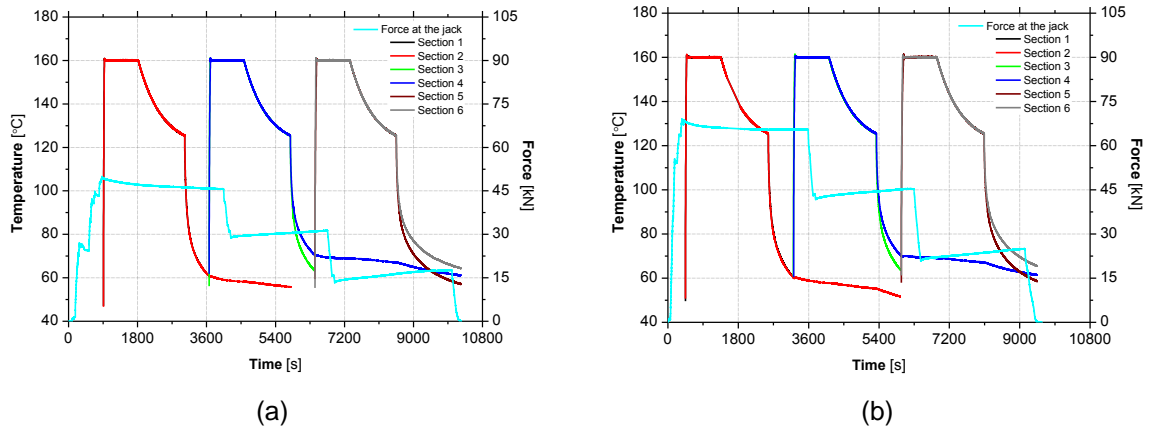 180
160
140
120
100
80
60
40
Temperature [°C]
0
1800
3600
5400
7200
9000
10800
Time [s]
105
90
75
60
45
30
15
0
Force [kN]
Force at the jack
Section 1
Section 2
Section 3
Section 4
Section 5
Section 6
(a)
180
160
140
120
100
80
60
40
Temperature [°C]
0
1800
3600
5400
7200
9000
10800
Time [s]
105
90
75
60
45
30
15
0
Force [kN]
Force at the jack
Section 1
Section 2
Section 3
Section 4
Section 5
Section 6
(b)